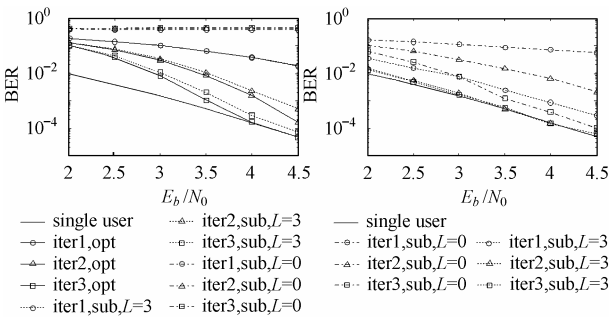 BER
10⁰
10⁻²
10⁻⁴
2 2.5 3 3.5 4 4.5
E_b/N_0
single user
iter1,opt
iter2,opt
iter3,opt
iter1,sub,L=3
iter2,sub,L=3
iter3,sub,L=3
iter1,sub,L=0
iter2,sub,L=0
iter3,sub,L=0
BER
10⁰
10⁻²
10⁻⁴
2 2.5 3 3.5 4 4.5
E_b/N_0
single user
iter1,sub,L=0
iter2,sub,L=0
iter3,sub,L=0
iter1,sub,L=3
iter2,sub,L=3
iter3,sub,L=3